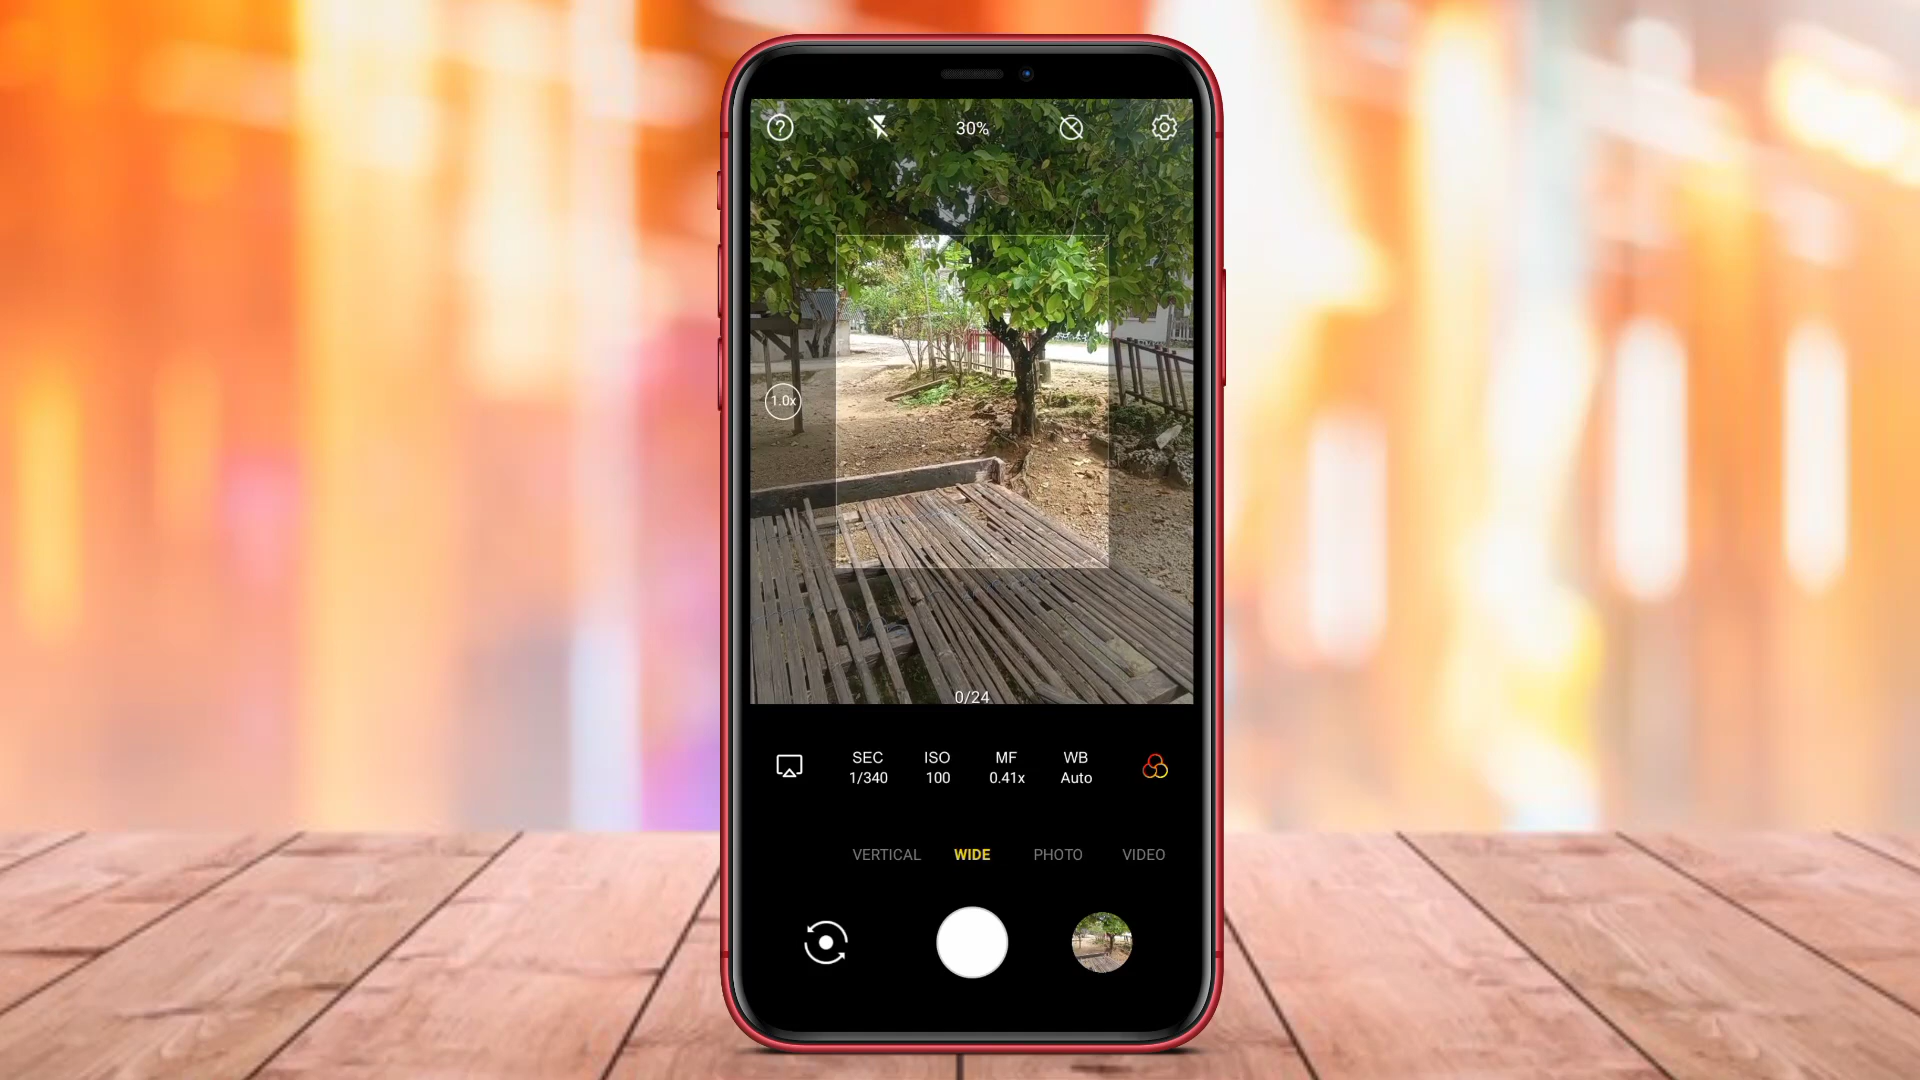 ?
30%
1.0x
0/24
SEC ISO MF WB
1/340 100 0.41x Auto
VERTICAL WIDE PHOTO VIDEO